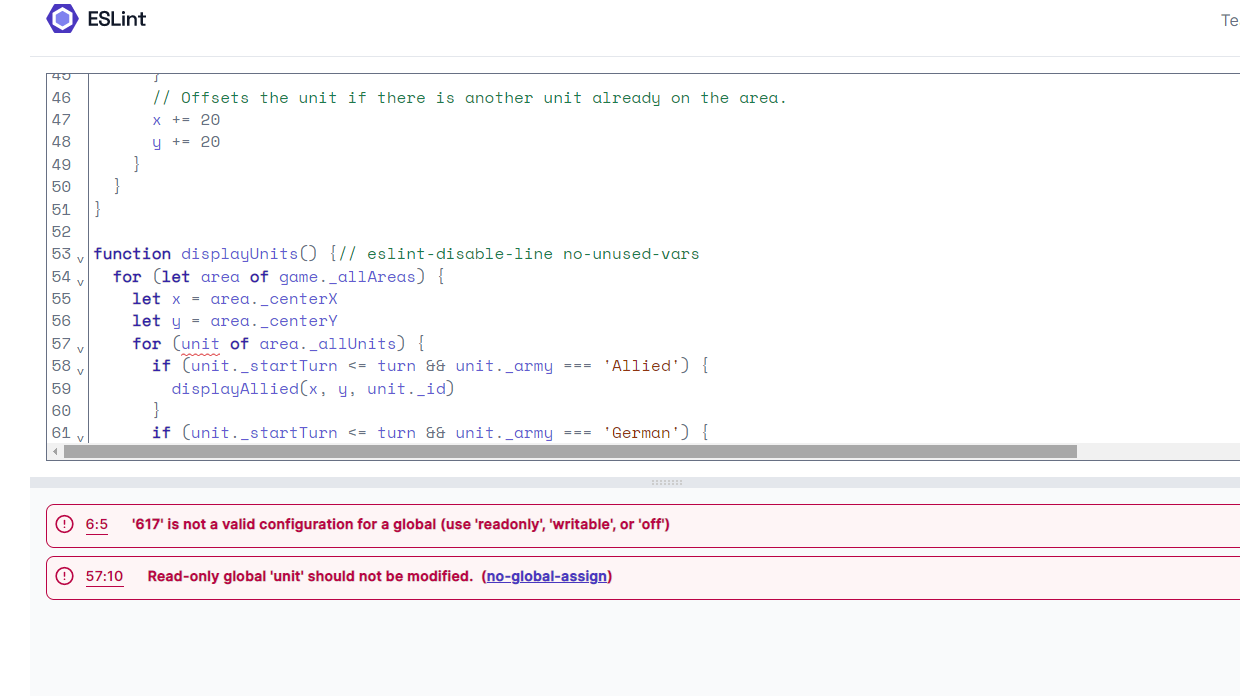 ESLint
Te
45       }
46       // Offsets the unit if there is another unit already on the area.
47       x += 20
48       y += 20
49     }
50   }
51 }
52
53 function displayUnits() {// eslint-disable-line no-unused-vars
54   for (let area of game._allAreas) {
55     let x = area._centerX
56     let y = area._centerY
57     for (unit of area._allUnits) {
58       if (unit._startTurn <= turn && unit._army === 'Allied') {
59         displayAllied(x, y, unit._id)
60       }
61       if (unit._startTurn <= turn && unit._army === 'German') {
6:5 '617' is not a valid configuration for a global (use 'readonly', 'writable', or 'off')
57:10 Read-only global 'unit' should not be modified. (no-global-assign)